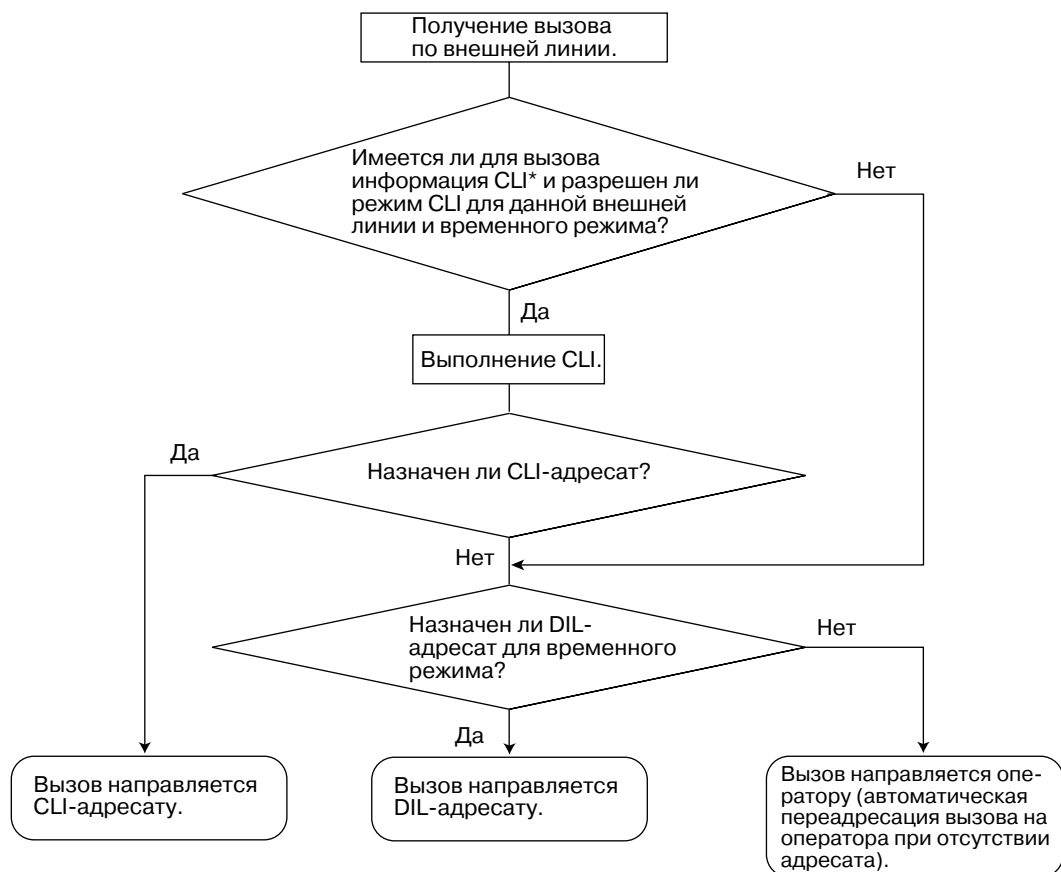 Получение вызова
по внешней линии.
Имеется ли для вызова
информация CLI* и разрешен ли
режим CLI для данной внешней
линии и временного режима?
Нет
Да
Выполнение CLI.
Да
Назначен ли CLI-адресат?
Нет
Назначен ли DIL-
адресат для временного
режима?
Нет
Да
Вызов направляется
CLI-адресату.
Вызов направляется
DIL-адресату.
Вызов направляется опе-
ратору (автоматическая
переадресация вызова на
оператора при отсутствии
адресата).